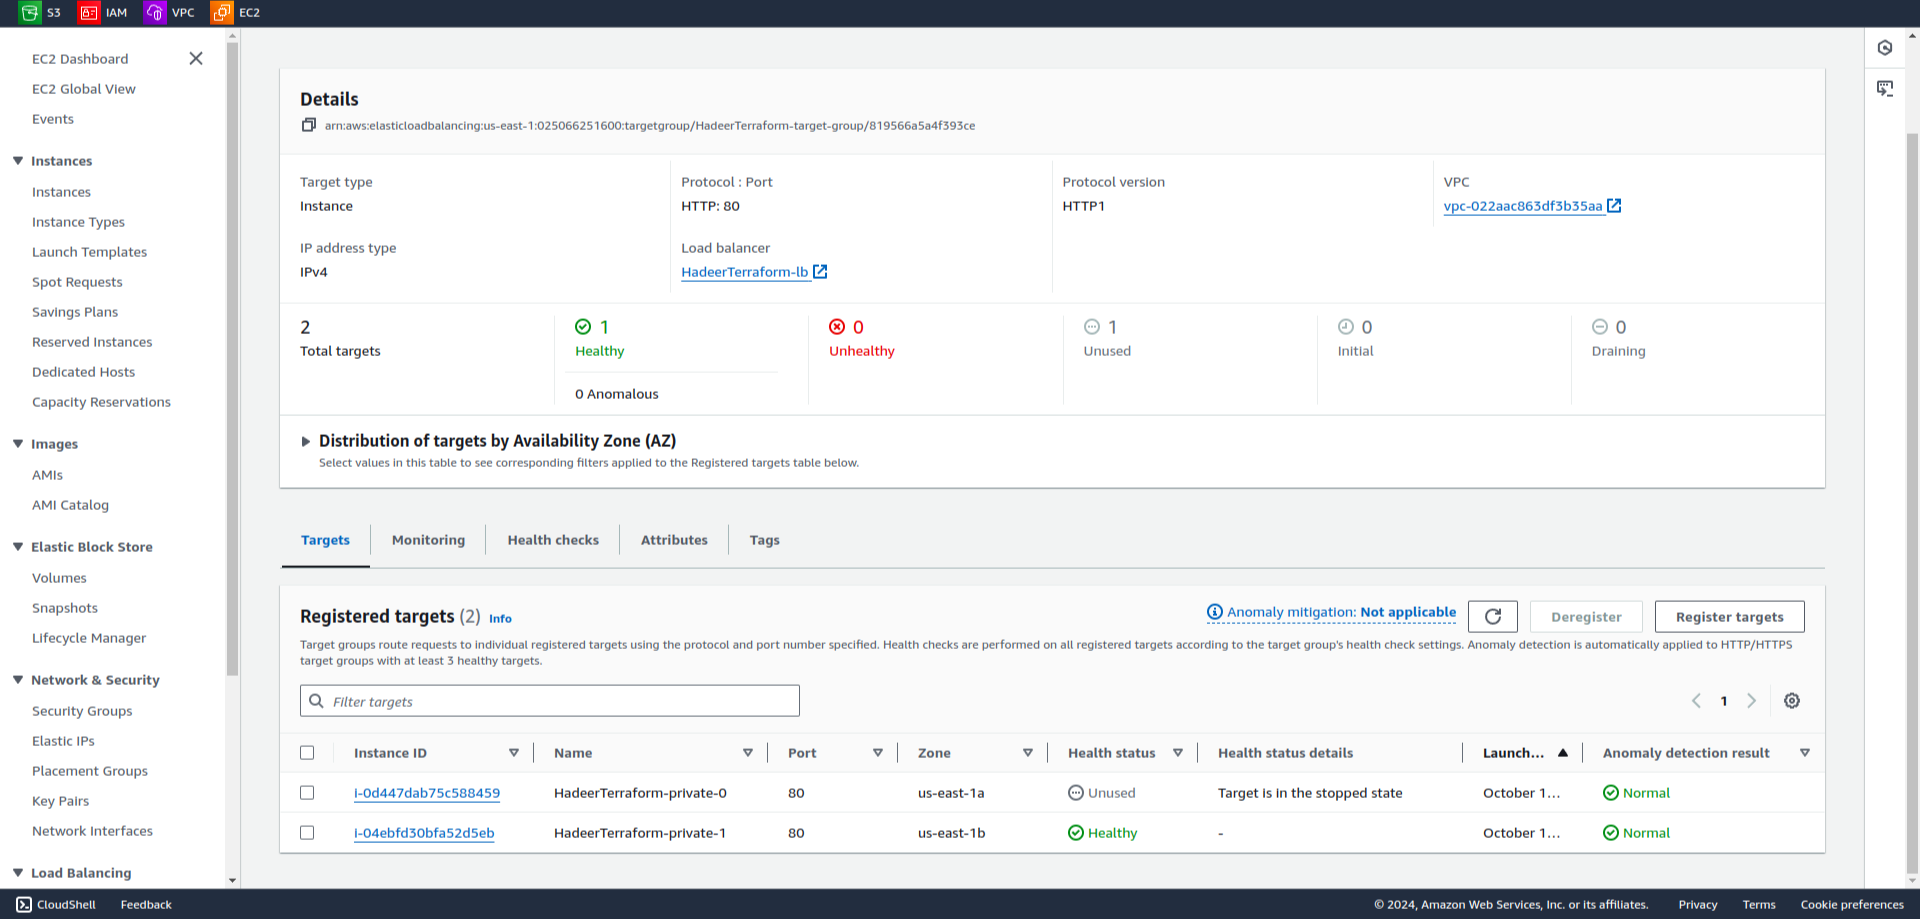 S3 IAM VPC EC2
EC2 Dashboard
EC2 Global View
Events
Instances
Instances
Instance Types
Launch Templates
Spot Requests
Savings Plans
Reserved Instances
Dedicated Hosts
Capacity Reservations
Images
AMIs
AMI Catalog
Elastic Block Store
Volumes
Snapshots
Lifecycle Manager
Network & Security
Security Groups
Elastic IPs
Placement Groups
Key Pairs
Network Interfaces
Load Balancing
Details
arn:aws:elasticloadbalancing:us-east-1:025066251600:targetgroup/HadeerTerraform-target-group/819566a5a4f393ce
Target type
Instance
Protocol : Port
HTTP: 80
Protocol version
HTTP1
VPC
vpc-022aac863df3b35aa
IP address type
IPv4
Load balancer
HadeerTerraform-lb
2
Total targets
1
Healthy
0 Anomalous
0
Unhealthy
1
Unused
0
Initial
0
Draining
Distribution of targets by Availability Zone (AZ)
Select values in this table to see corresponding filters applied to the Registered targets table below.
Targets Monitoring Health checks Attributes Tags
Registered targets (2) Info
Anomaly mitigation: Not applicable
Deregister
Register targets
Target groups route requests to individual registered targets using the protocol and port number specified. Health checks are performed on all registered targets according to the target group's health check settings. Anomaly detection is automatically applied to HTTP/HTTPS
target groups with at least 3 healthy targets.
Filter targets
1
Instance ID Name Port Zone Health status Health status details Launch... Anomaly detection result
i-0d447dab75c588459 HadeerTerraform-private-0 80 us-east-1a Unused Target is in the stopped state October 1... Normal
i-04ebfd30bfa52d5eb HadeerTerraform-private-1 80 us-east-1b Healthy - October 1... Normal
CloudShell Feedback © 2024, Amazon Web Services, Inc. or its affiliates. Privacy Terms Cookie preferences